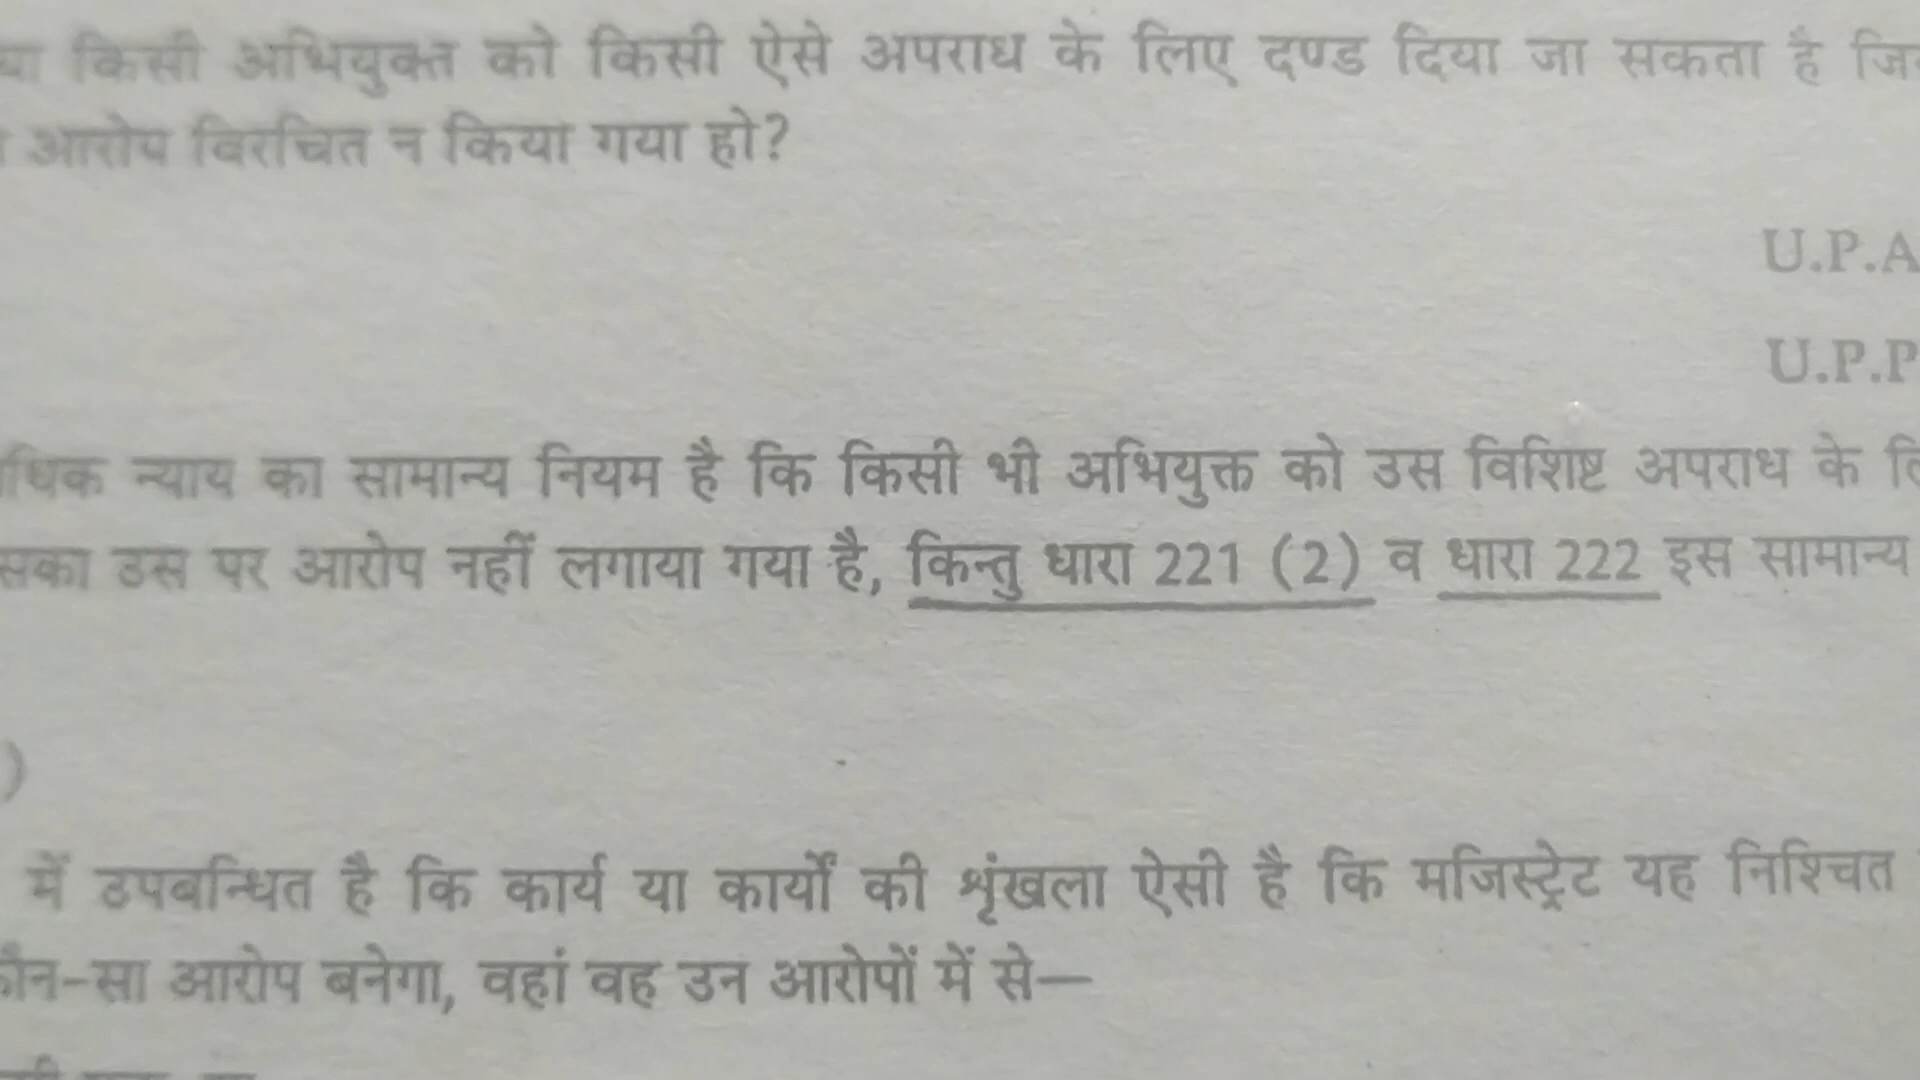 किसी अभियुक्त को किसी ऐसे अपराध के लिए दण्ड दिया जा सकता है
आरोप विरचित न किया गया हो?
U.P.A
U.P.P
न्याय का सामान्य नियम है कि किसी भी अभियुक्त को उस विशिष्ट अपराध के
उस पर आरोप नहीं लगाया गया है, किन्तु धारा 221 (2) व धारा 222 इस सामान्य
)
में उपबन्धित है कि कार्य या कार्यों की शृंखला ऐसी है कि मजिस्ट्रेट यह निश्चित
आरोप बनेगा, वहां वह उन आरोपों में से—